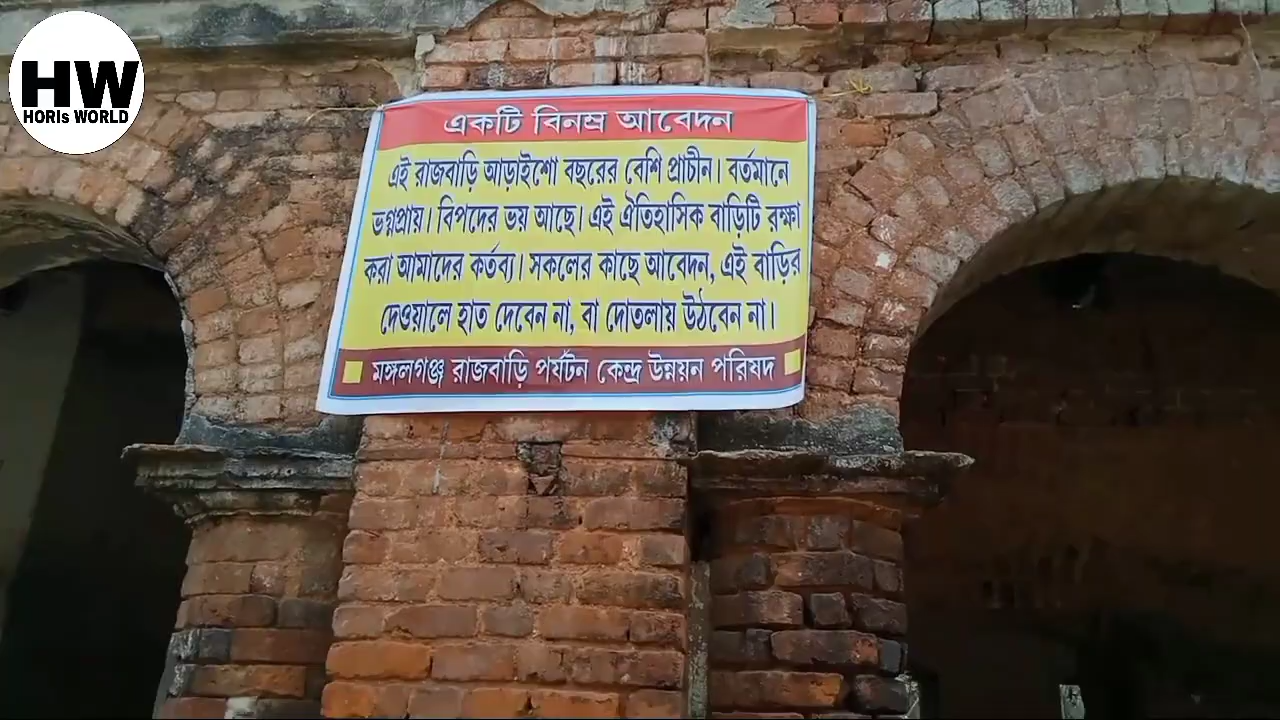 HW
HORIs WORLD
একটি বিনম্র আবেদন
এই রাজবাড়ি আড়াইশো বছরের বেশি প্রাচীন। বর্তমানে
ভগ্নপ্রায়। বিপদের ভয় আছে। এই ঐতিহাসিক বাড়িটি রক্ষা
করা আমাদের কর্তব্য। সকলের কাছে আবেদন, এই বাড়ির
দেওয়ালে হাত দেবেন না, বা দোতলায় উঠবেন না।
মঙ্গলগঞ্জ রাজবাড়ি পর্যটন কেন্দ্র উন্নয়ন পরিষদ